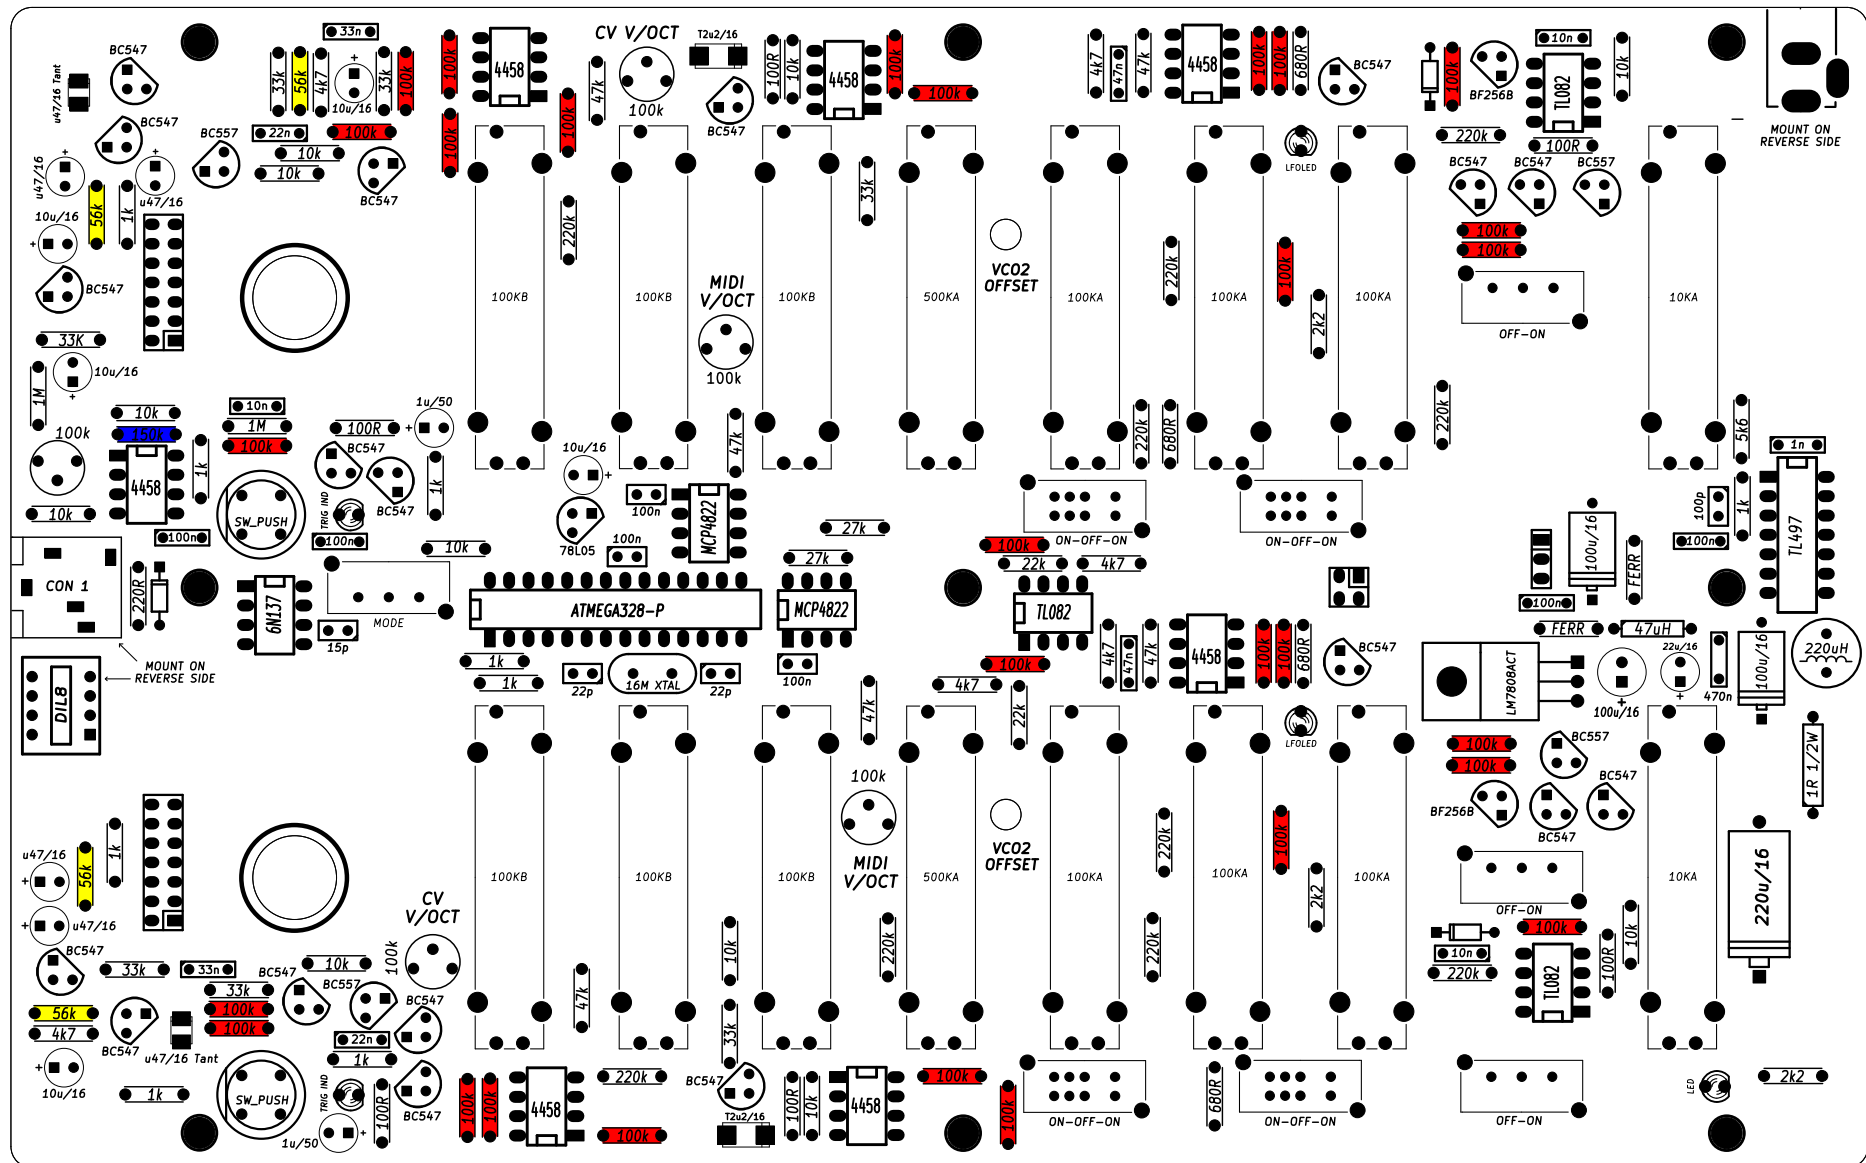 33n
BC547
u47/16 Tant
33k
56k
4k7
+
10u/16
33k
100k
100k
4458
CV V/OCT
100k
47k
T2u2/16
100R
10k
4458
BC547
100k
100k
4k7
47n
47k
4458
100k
100k
680R
BC547
100k
BF256B
10n
TL082
10k
MOUNT ON
REVERSE SIDE
BC547
BC557
22n
100k
10k
10k
BC547
100k
100k
220k
100R
LFOLED
u47/16
+
u47/16
+
56k
1k
10u/16
+
BC547
33k
220k
BC547
BC547
BC557
100k
100k
VCO2
OFFSET
220k
100k
2k2
MIDI
V/OCT
100k
100KB
100KB
100KB
500KA
100KA
100KA
100KA
10KA
OFF-ON
33K
10u/16
+
1M
10k
150k
100k
4458
10k
1k
10n
1M
100k
100R
1u/50
+
BC547
BC547
1k
TRIG IND
SW_PUSH
100n
100n
10k
47k
10u/16
+
78L05
100n
100n
MCP4822
27k
27k
MCP4822
220k
680R
220k
ON-OFF-ON
ON-OFF-ON
5k6
1n
100p
1k
100n
TL497
CON 1
220R
6N137
MODE
15p
ATMEGA328-P
100k
22k
4k7
TL082
100k
100u/16
FERR
100n
FERR
47uH
MOUNT ON
REVERSE SIDE
DIL8
1k
1k
22p
16M XTAL
22p
100n
4k7
22k
47k
4k7
47n
47k
4458
100k
100k
680R
BC547
LM7808ACT
100u/16
+
22u/16
+
470n
100u/16
220uH
LFOLED
100k
100k
BC557
BC547
BF256B
BC547
1R 1/2W
100k
MIDI
V/OCT
VCO2
OFFSET
220k
100k
2k2
100KB
100KB
100KB
500KA
100KA
100KA
100KA
10KA
OFF-ON
220u/16
u47/16
+
56k
1k
+
u47/16
BC547
33k
33n
33k
100k
100k
56k
4k7
BC547
u47/16 Tant
+
10u/16
1k
BC547
10k
BC557
BC547
22n
1k
BC547
CV
V/OCT
100k
SW_PUSH
TRIG IND
1u/50
+
100R
100k
100k
4458
47k
220k
100k
10k
33k
BC547
T2u2/16
100R
10k
4458
220k
100k
100k
220k
ON-OFF-ON
680R
ON-OFF-ON
100k
10n
220k
TL082
100R
10k
OFF-ON
LED
2k2